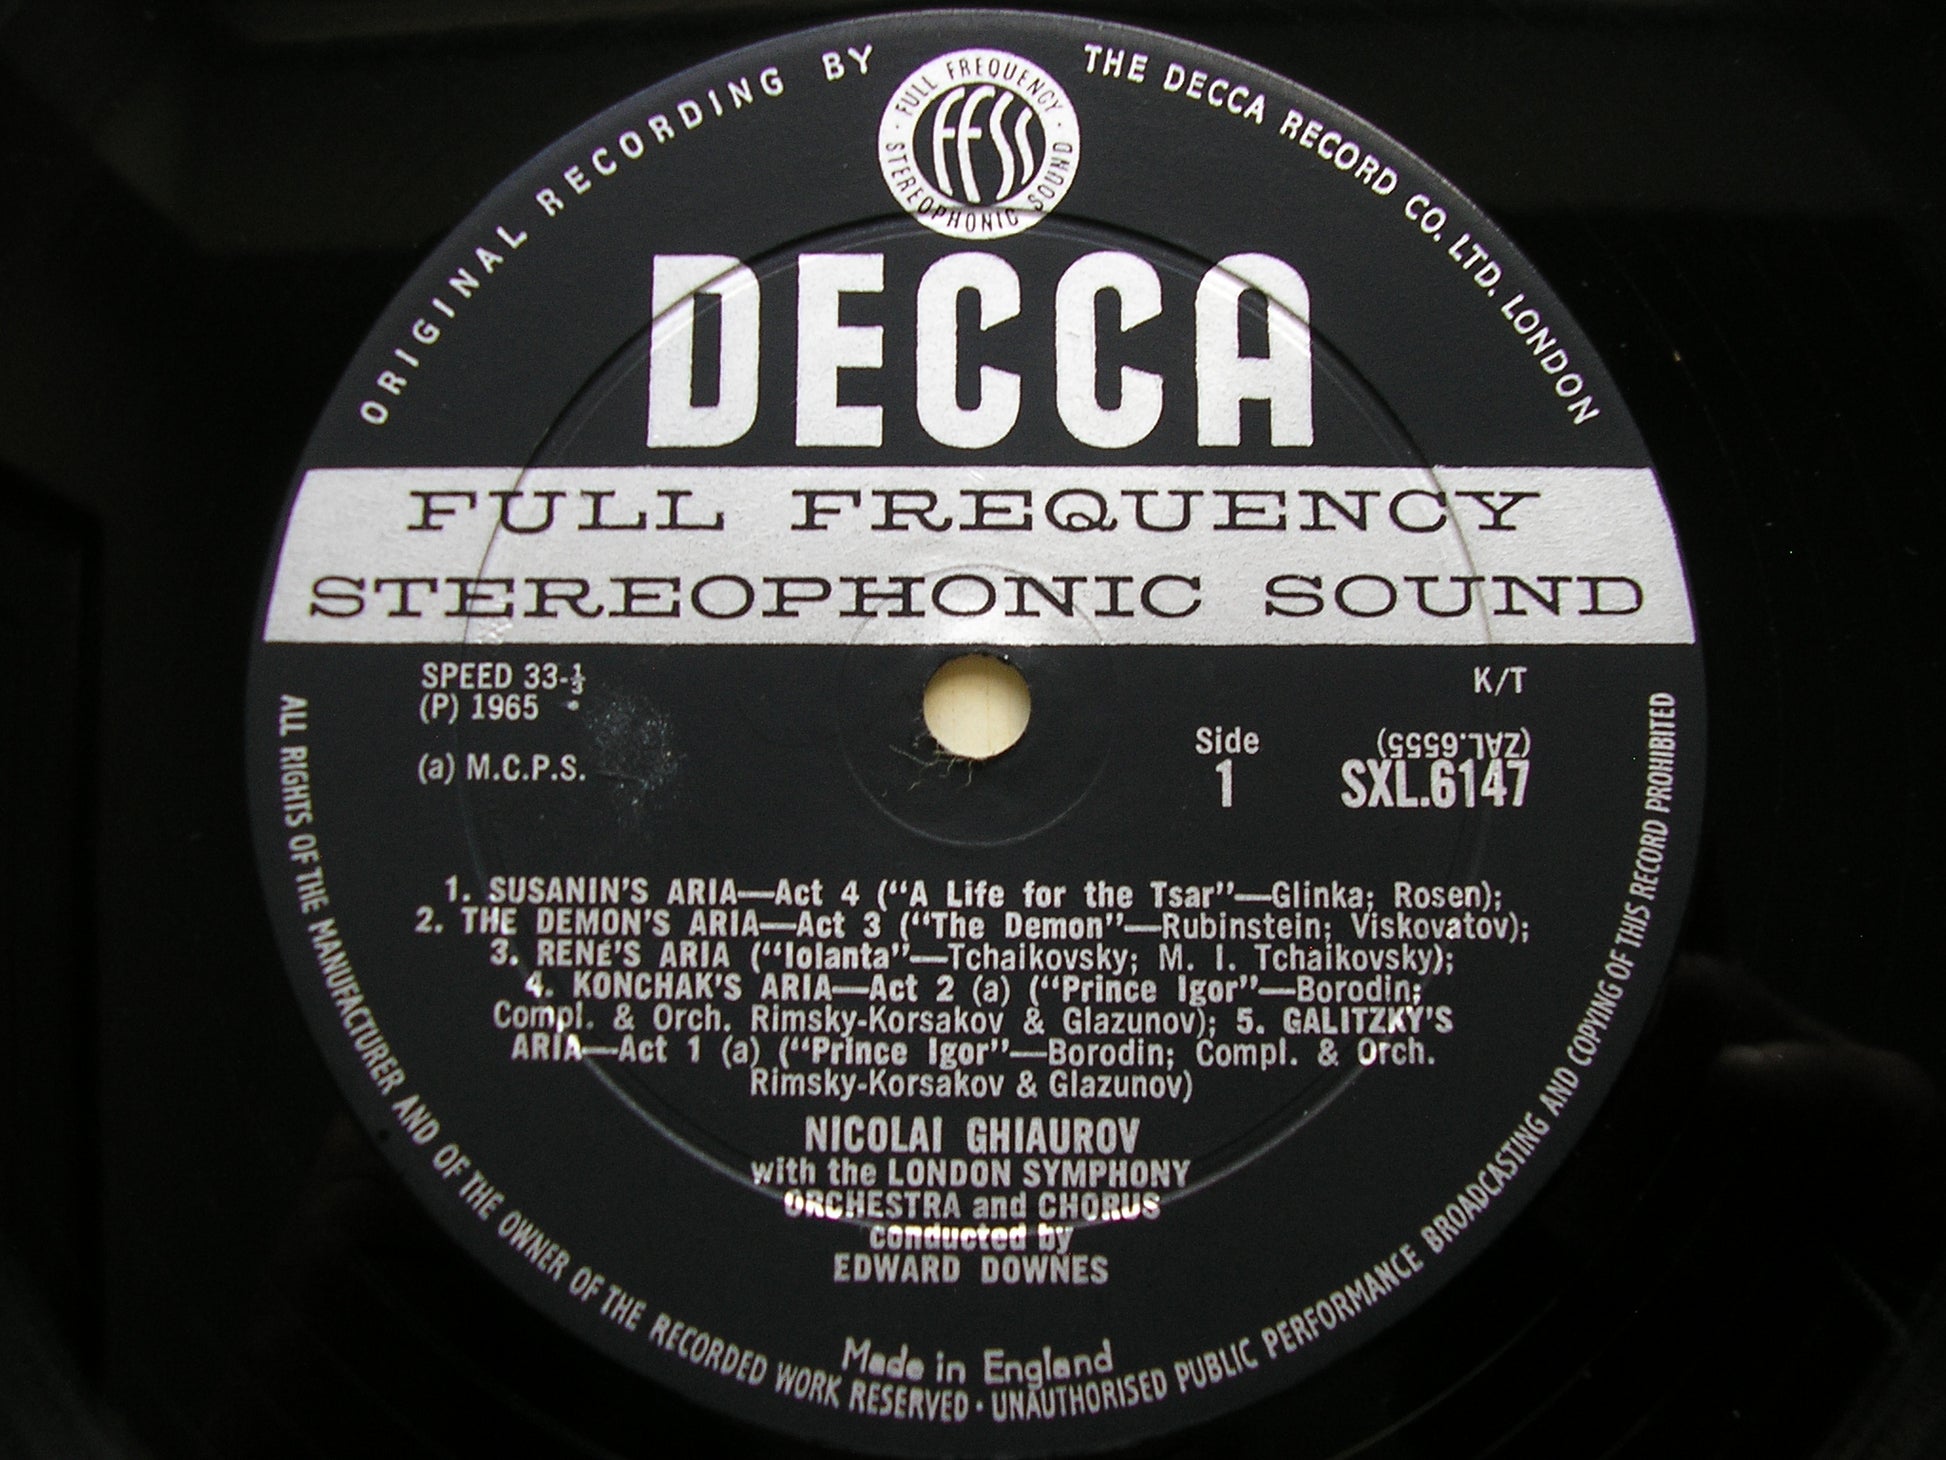 ORIGINAL RECORDING BY THE DECCA RECORD CO. LTD. LONDON
FULL FREQUENCY
FFSS
STEREOPHONIC SOUND
DECCA
FULL FREQUENCY
STEREOPHONIC SOUND
SPEED 33-⅓
K/T
(P) 1965
(a) M.C.P.S.
Side
1
(ZAL.6555)
SXL.6147
1. SUSANIN'S ARIA—Act 4 ("A Life for the Tsar"—Glinka; Rosen);
2. THE DEMON'S ARIA—Act 3 ("The Demon"—Rubinstein; Viskovatov);
3. RENÉ'S ARIA ("Iolanta"—Tchaikovsky; M. I. Tchaikovsky);
4. KONCHAK'S ARIA—Act 2 (a) ("Prince Igor"—Borodin;
Compl. & Orch. Rimsky-Korsakov & Glazunov); 5. GALITZKY'S
ARIA—Act 1 (a) ("Prince Igor"—Borodin; Compl. & Orch.
Rimsky-Korsakov & Glazunov)
NICOLAI GHIAUROV
with the LONDON SYMPHONY
ORCHESTRA and CHORUS
conducted by
EDWARD DOWNES
Made in England
ALL RIGHTS OF THE MANUFACTURER AND OF THE OWNER OF THE RECORDED WORK RESERVED · UNAUTHORISED PUBLIC PERFORMANCE BROADCASTING AND COPYING OF THIS RECORD PROHIBITED